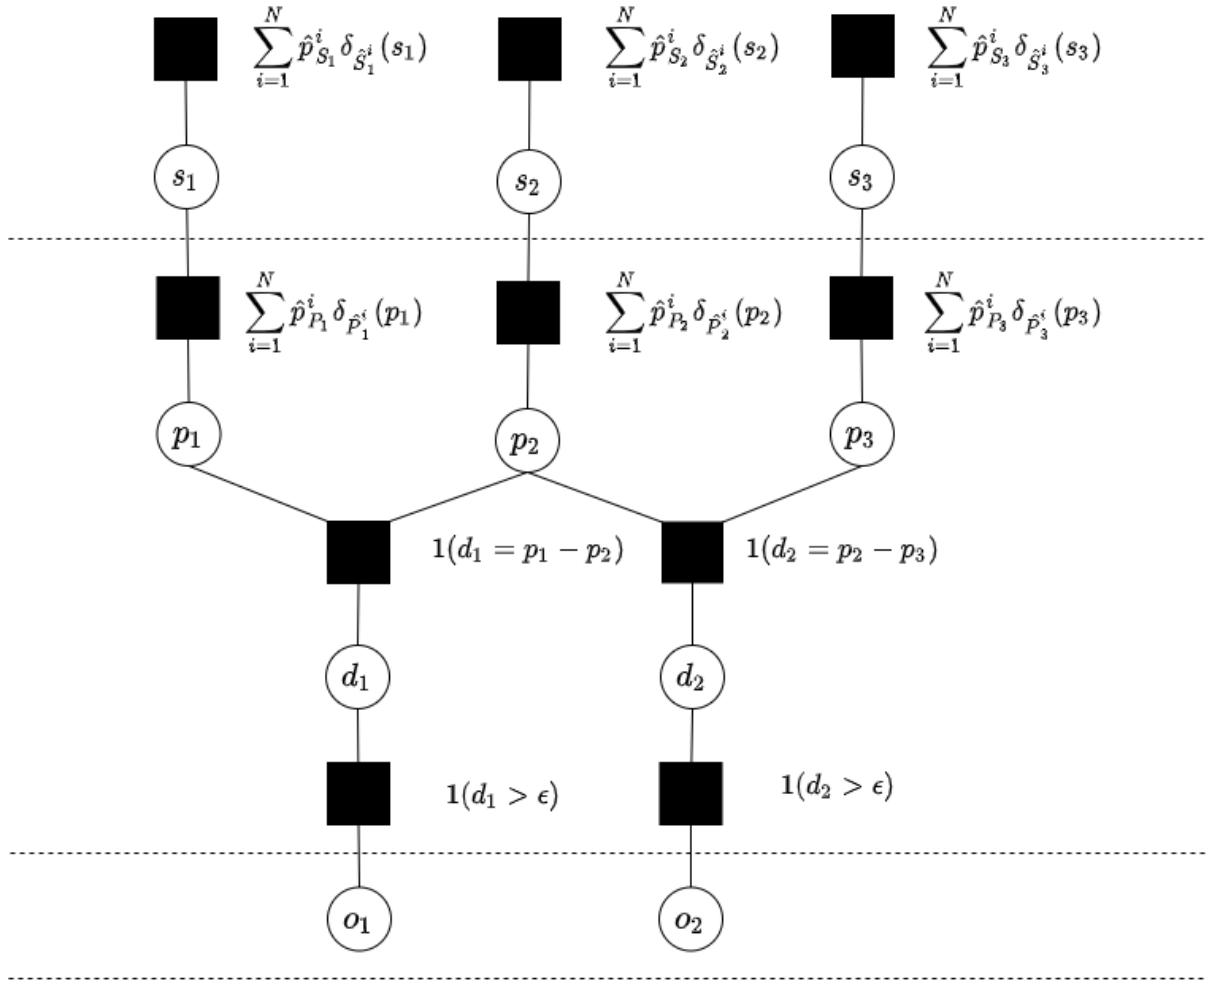 $\sum_{i=1}^{N} \hat{p}^{i}_{S_1} \delta_{\hat{S}^{i}_{1}}(s_1)$
$\sum_{i=1}^{N} \hat{p}^{i}_{S_2} \delta_{\hat{S}^{i}_{2}}(s_2)$
$\sum_{i=1}^{N} \hat{p}^{i}_{S_3} \delta_{\hat{S}^{i}_{3}}(s_3)$
$s_1$
$s_2$
$s_3$
$\sum_{i=1}^{N} \hat{p}^{i}_{P_1} \delta_{\hat{P}^{i}_{1}}(p_1)$
$\sum_{i=1}^{N} \hat{p}^{i}_{P_2} \delta_{\hat{P}^{i}_{2}}(p_2)$
$\sum_{i=1}^{N} \hat{p}^{i}_{P_3} \delta_{\hat{P}^{i}_{3}}(p_3)$
$p_1$
$p_2$
$p_3$
$1(d_1 = p_1 - p_2)$
$1(d_2 = p_2 - p_3)$
$d_1$
$d_2$
$1(d_1 > \epsilon)$
$1(d_2 > \epsilon)$
$o_1$
$o_2$